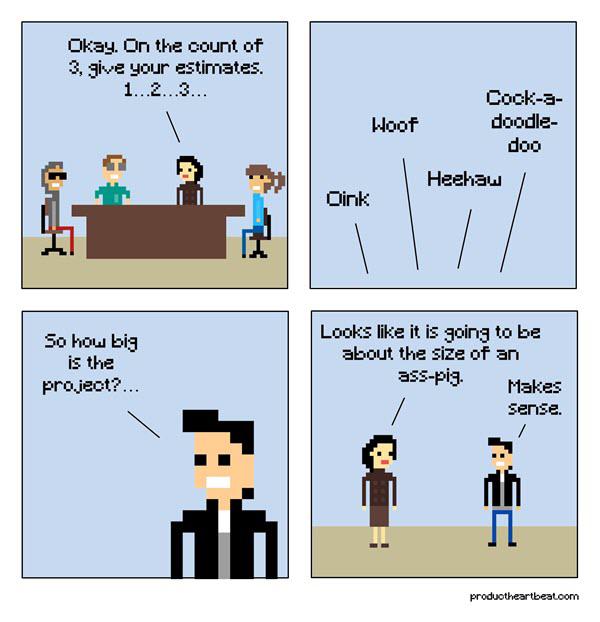 Okay. On the count of
3, give your estimates.
1...2...3...
Cock-a-
doodle-
doo
Woof
Heehaw
Oink
So how big
is the
project?...
Looks like it is going to be
about the size of an
ass-pig.
Makes
sense.
productheartbeat.com